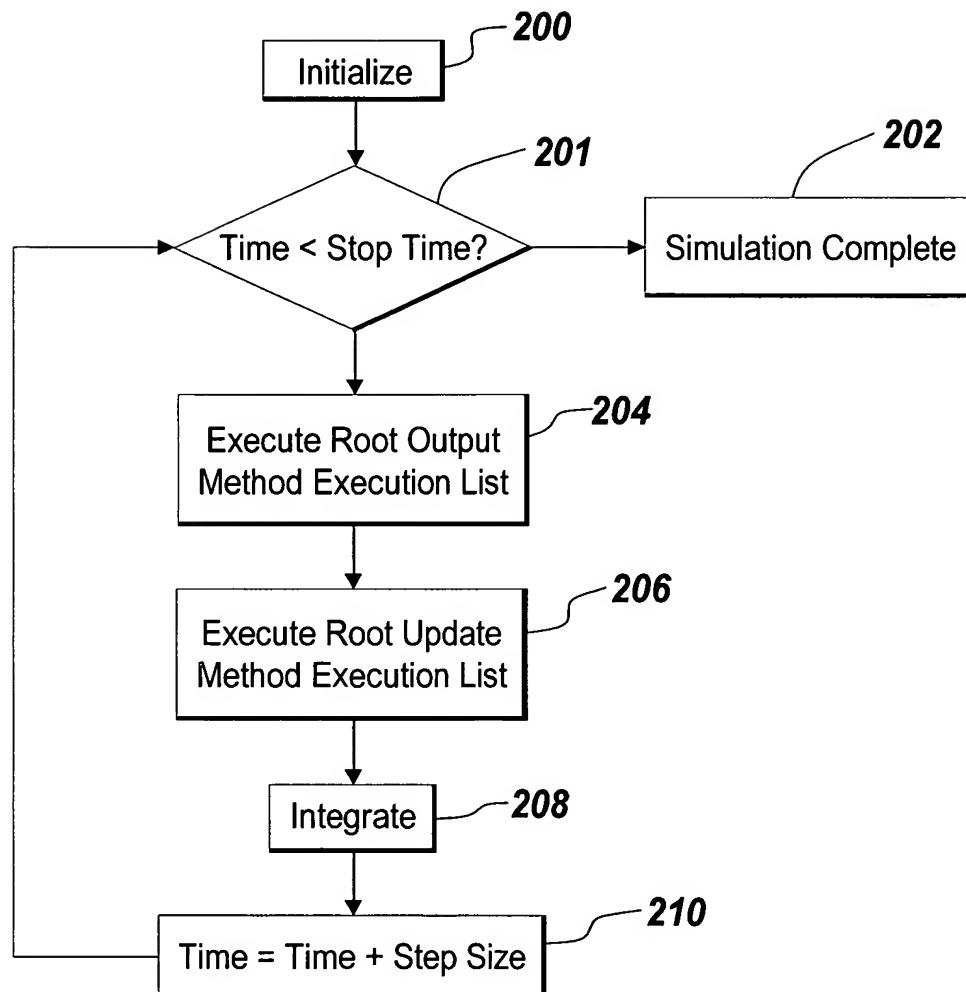 200
Initialize
201
202
Time < Stop Time?
Simulation Complete
204
Execute Root Output
Method Execution List
206
Execute Root Update
Method Execution List
Integrate
208
210
Time = Time + Step Size